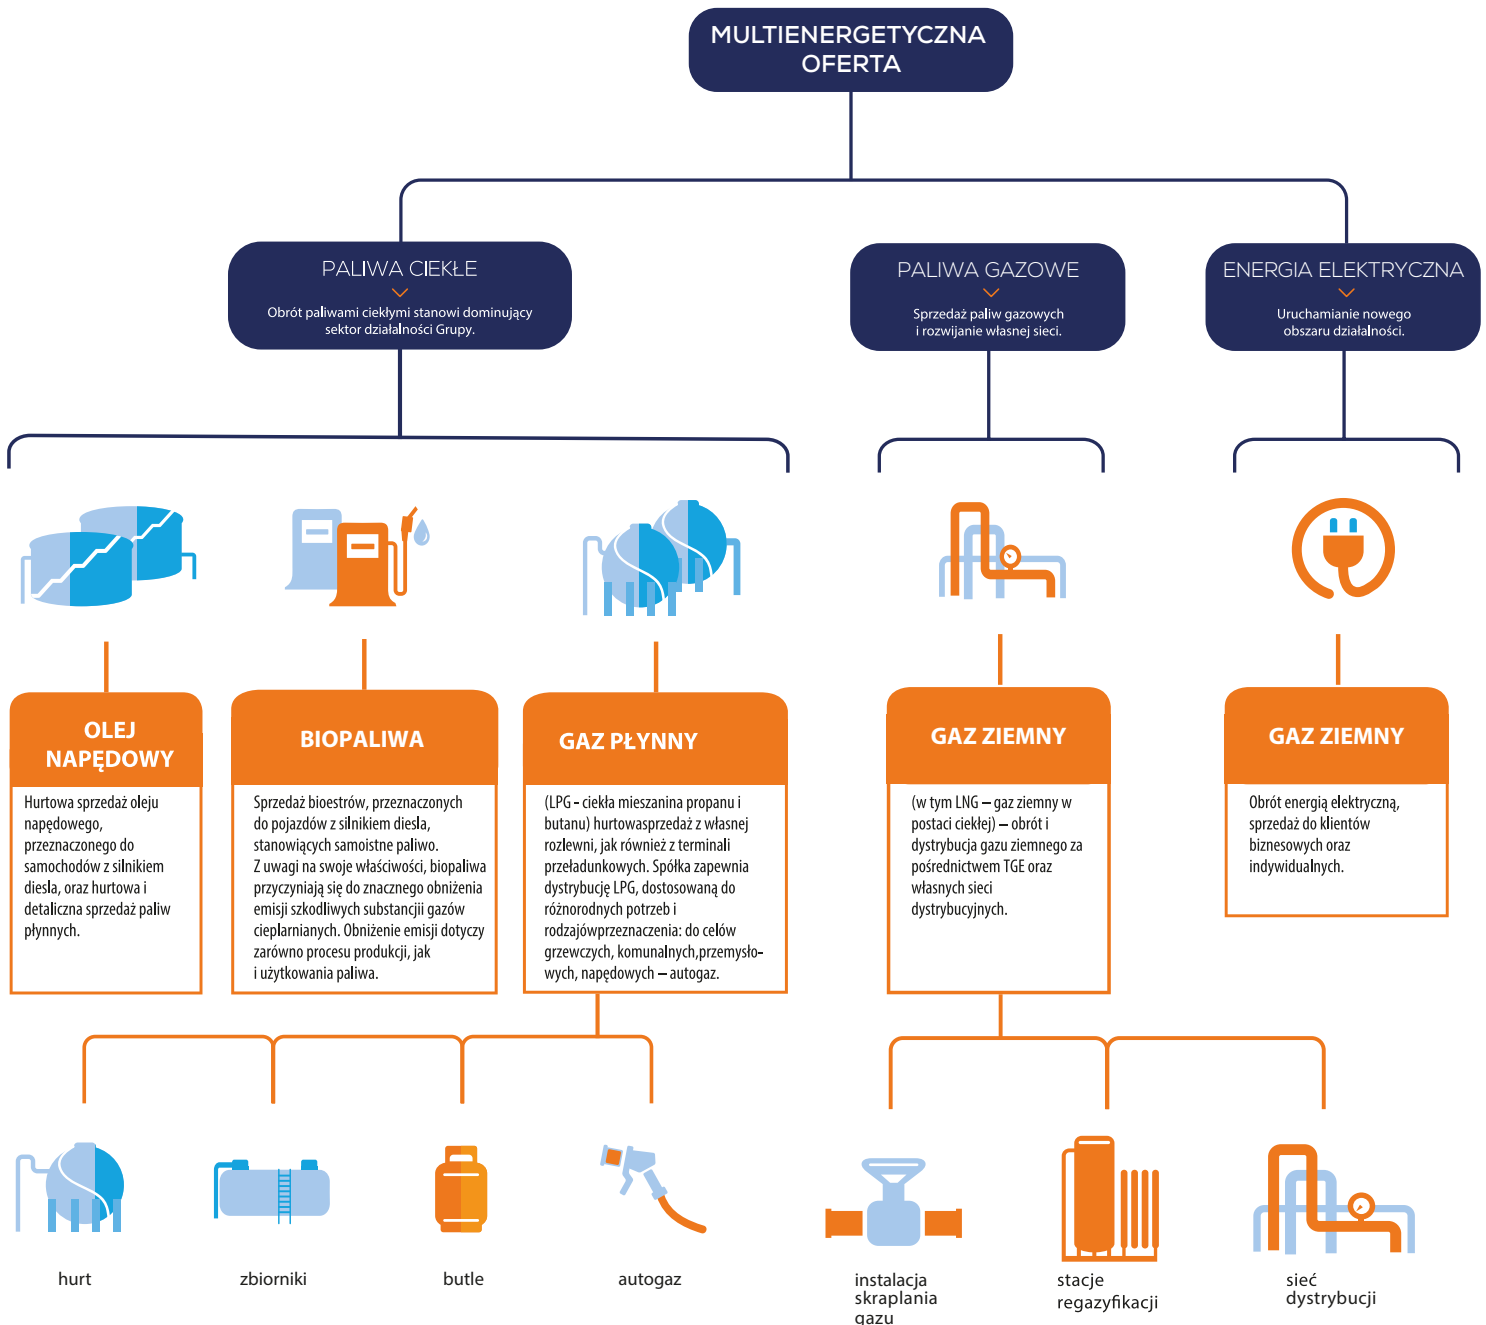 MULTIENERGETYCZNA
OFERTA
PALIWA CIEKŁE
Obrót paliwami ciekłymi stanowi dominujący
sektor działalności Grupy.
PALIWA GAZOWE
Sprzedaż paliw gazowych
i rozwijanie własnej sieci.
ENERGIA ELEKTRYCZNA
Uruchamianie nowego
obszaru działalności.
OLEJ
NAPĘDOWY
Hurtowa sprzedaż oleju
napędowego,
przeznaczonego do
samochodów z silnikiem
diesla, oraz hurtowa i
detaliczna sprzedaż paliw
płynnych.
BIOPALIWA
Sprzedaż bioestrów, przeznaczonych
do pojazdów z silnikiem diesla,
stanowiących samoistne paliwo.
Z uwagi na swoje właściwości, biopaliwa
przyczyniają się do znacznego obniżenia
emisji szkodliwych substancjii gazów
cieplarnianych. Obniżenie emisji dotyczy
zarówno procesu produkcji, jak
i użytkowania paliwa.
GAZ PŁYNNY
(LPG - ciekła mieszanina propanu i
butanu) hurtowasprzedaż z własnej
rozlewni, jak również z terminali
przeładunkowych. Spółka zapewnia
dystrybucję LPG, dostosowaną do
różnorodnych potrzeb i
rodzajówprzeznaczenia: do celów
grzewczych, komunalnych,przemysło-
wych, napędowych – autogaz.
GAZ ZIEMNY
(w tym LNG – gaz ziemny w
postaci ciekłej) – obrót i
dystrybucja gazu ziemnego za
pośrednictwem TGE oraz
własnych sieci
dystrybucyjnych.
GAZ ZIEMNY
Obrót energią elektryczną,
sprzedaż do klientów
biznesowych oraz
indywidualnych.
hurt
zbiorniki
butle
autogaz
instalacja
skraplania
gazu
stacje
regazyfikacji
sieć
dystrybucji